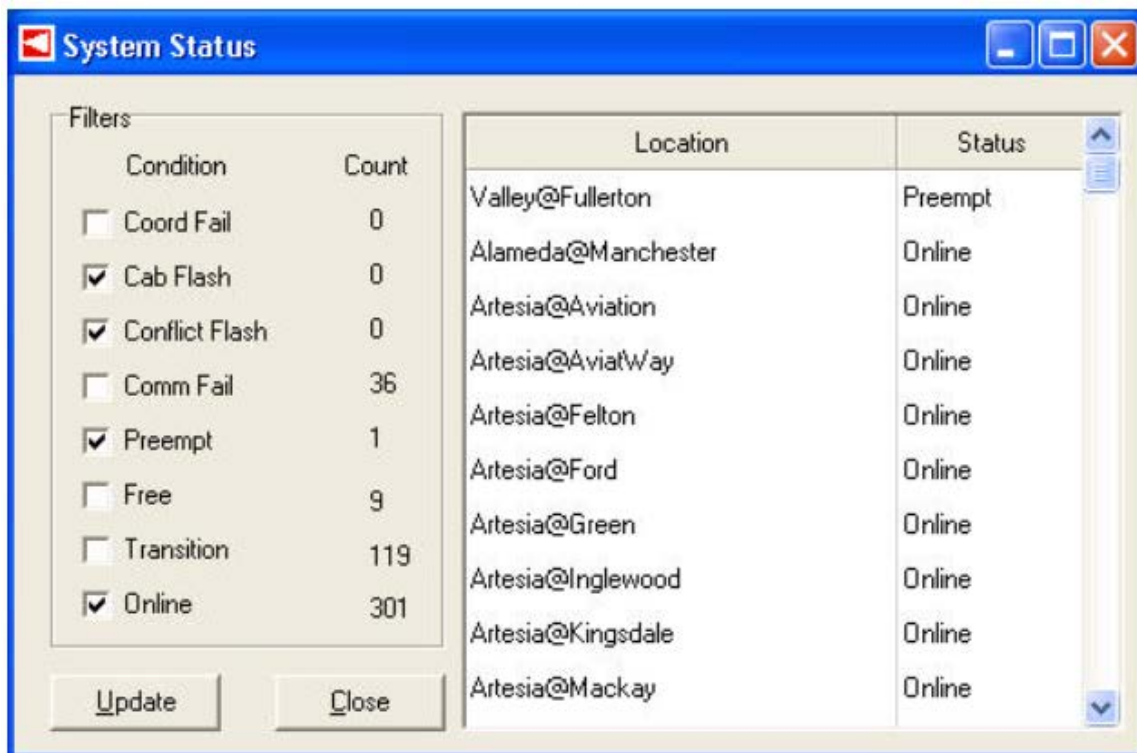 System Status
Filters
Condition Count
Coord Fail 0
Cab Flash 0
Conflict Flash 0
Comm Fail 36
Preempt 1
Free 9
Transition 119
Online 301
Update Close
Location Status
Valley@Fullerton Preempt
Alameda@Manchester Online
Artesia@Aviation Online
Artesia@AviatWay Online
Artesia@Felton Online
Artesia@Ford Online
Artesia@Green Online
Artesia@Inglewood Online
Artesia@Kingsdale Online
Artesia@Mackay Online